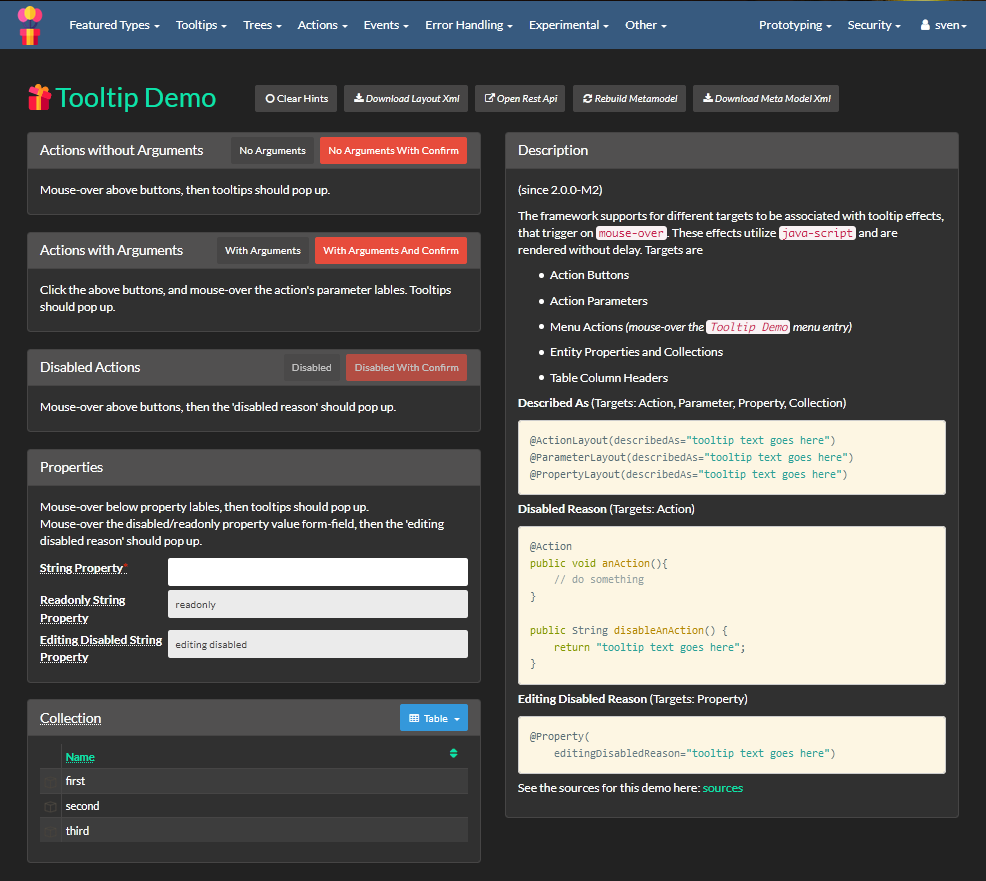 Featured Types Tooltips Trees Actions Events Error Handling Experimental Other Prototyping Security sven
Tooltip Demo Clear Hints Download Layout Xml Open Rest Api Rebuild Metamodel Download Meta Model Xml
Actions without Arguments No Arguments No Arguments With Confirm
Mouse-over above buttons, then tooltips should pop up.
Actions with Arguments With Arguments With Arguments And Confirm
Click the above buttons, and mouse-over the action's parameter lables. Tooltips
should pop up.
Disabled Actions Disabled Disabled With Confirm
Mouse-over above buttons, then the 'disabled reason' should pop up.
Properties
Mouse-over below property lables, then tooltips should pop up.
Mouse-over the disabled/readonly property value form-field, then the 'editing
disabled reason' should pop up.
String Property*
Readonly String
Property
readonly
Editing Disabled String
Property
editing disabled
Collection Table
Name
first
second
third
Description
(since 2.0.0-M2)
The framework supports for different targets to be associated with tooltip effects,
that trigger on mouse-over. These effects utilize java-script and are
rendered without delay. Targets are
• Action Buttons
• Action Parameters
• Menu Actions (mouse-over the Tooltip Demo menu entry)
• Entity Properties and Collections
• Table Column Headers
Described As (Targets: Action, Parameter, Property, Collection)
@ActionLayout(describedAs="tooltip text goes here")
@ParameterLayout(describedAs="tooltip text goes here")
@PropertyLayout(describedAs="tooltip text goes here")
Disabled Reason (Targets: Action)
@Action
public void anAction(){
// do something
}
public String disableAnAction() {
return "tooltip text goes here";
}
Editing Disabled Reason (Targets: Property)
@Property(
editingDisabledReason="tooltip text goes here")
See the sources for this demo here: sources